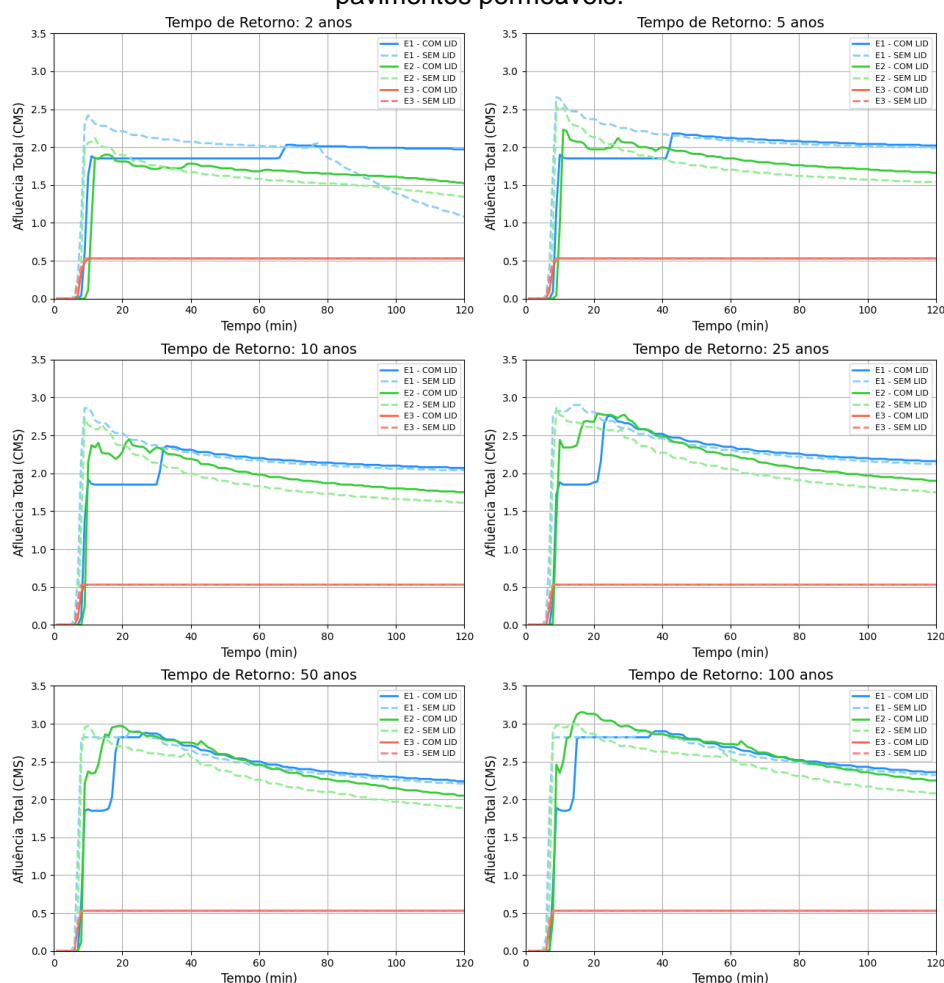 pavimentos permeáveis.
Tempo de Retorno: 2 anos
3.5
3.0
2.5
2.0
1.5
1.0
0.5
0.0
Afluência Total (CMS)
E1 - COM LID
E1 - SEM LID
E2 - COM LID
E2 - SEM LID
E3 - COM LID
E3 - SEM LID
0 20 40 60 80 100 120
Tempo (min)
Tempo de Retorno: 5 anos
3.5
3.0
2.5
2.0
1.5
1.0
0.5
0.0
Afluência Total (CMS)
E1 - COM LID
E1 - SEM LID
E2 - COM LID
E2 - SEM LID
E3 - COM LID
E3 - SEM LID
0 20 40 60 80 100 120
Tempo (min)
Tempo de Retorno: 10 anos
3.5
3.0
2.5
2.0
1.5
1.0
0.5
0.0
Afluência Total (CMS)
E1 - COM LID
E1 - SEM LID
E2 - COM LID
E2 - SEM LID
E3 - COM LID
E3 - SEM LID
0 20 40 60 80 100 120
Tempo (min)
Tempo de Retorno: 25 anos
3.5
3.0
2.5
2.0
1.5
1.0
0.5
0.0
Afluência Total (CMS)
E1 - COM LID
E1 - SEM LID
E2 - COM LID
E2 - SEM LID
E3 - COM LID
E3 - SEM LID
0 20 40 60 80 100 120
Tempo (min)
Tempo de Retorno: 50 anos
3.5
3.0
2.5
2.0
1.5
1.0
0.5
0.0
Afluência Total (CMS)
E1 - COM LID
E1 - SEM LID
E2 - COM LID
E2 - SEM LID
E3 - COM LID
E3 - SEM LID
0 20 40 60 80 100 120
Tempo (min)
Tempo de Retorno: 100 anos
3.5
3.0
2.5
2.0
1.5
1.0
0.5
0.0
Afluência Total (CMS)
E1 - COM LID
E1 - SEM LID
E2 - COM LID
E2 - SEM LID
E3 - COM LID
E3 - SEM LID
0 20 40 60 80 100 120
Tempo (min)